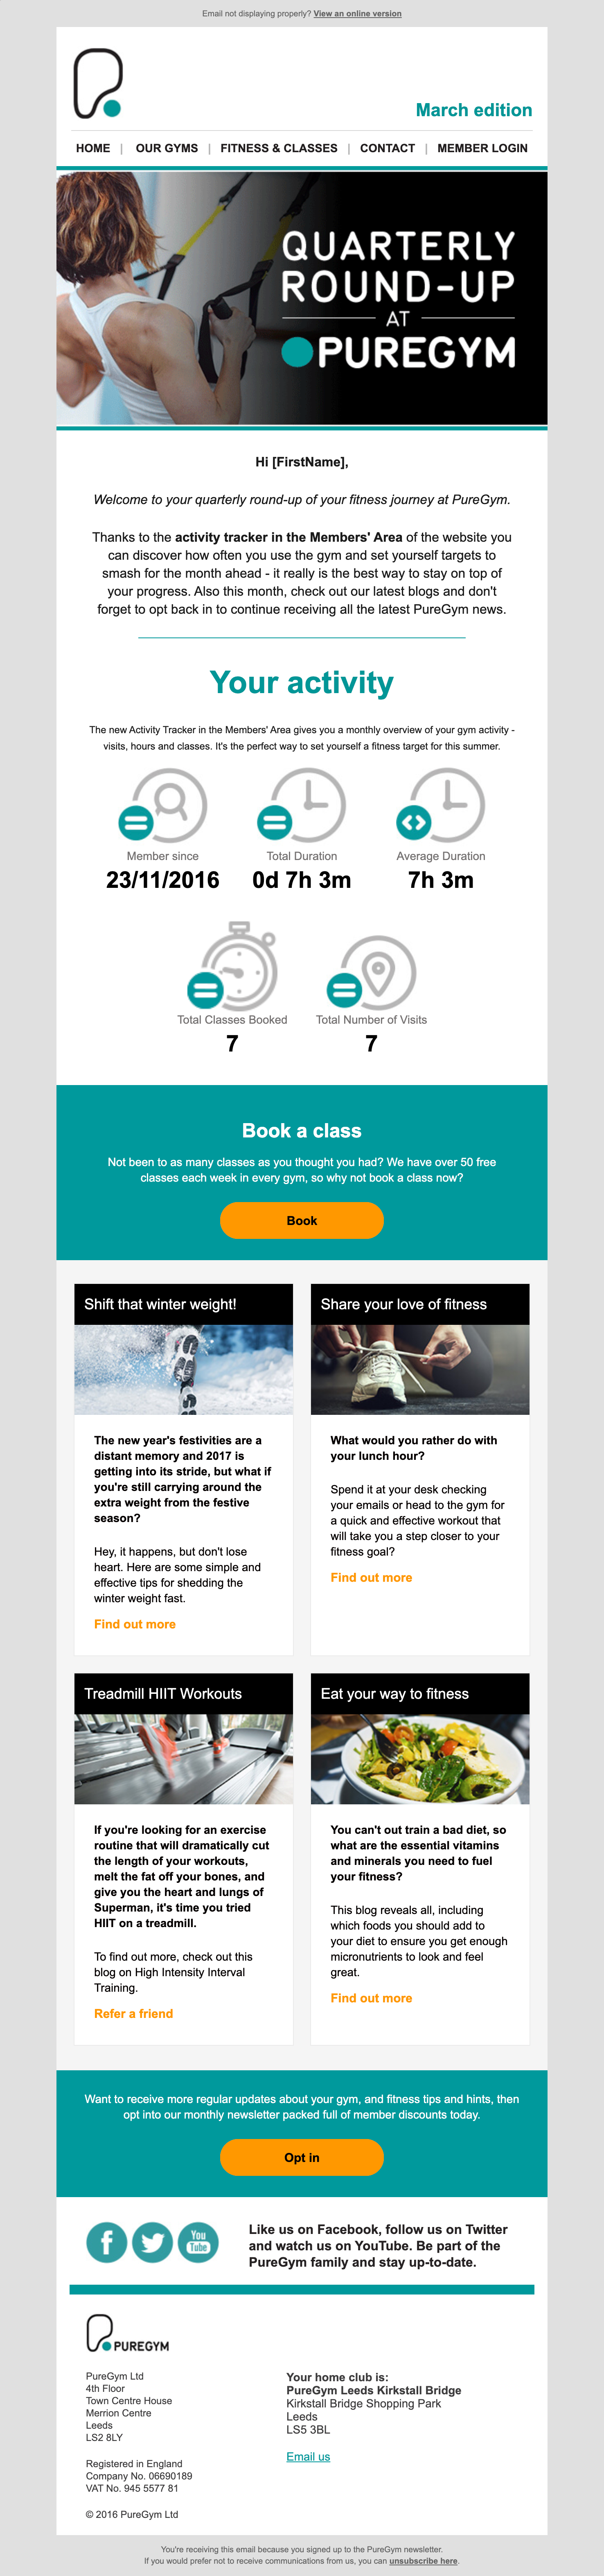 Email not displaying properly? View an online version
March edition
HOME | OUR GYMS | FITNESS & CLASSES | CONTACT | MEMBER LOGIN
QUARTERLY
ROUND-UP
AT
PUREGYM
Hi [FirstName],
Welcome to your quarterly round-up of your fitness journey at PureGym.
Thanks to the activity tracker in the Members' Area of the website you
can discover how often you use the gym and set yourself targets to
smash for the month ahead - it really is the best way to stay on top of
your progress. Also this month, check out our latest blogs and don't
forget to opt back in to continue receiving all the latest PureGym news.
Your activity
The new Activity Tracker in the Members' Area gives you a monthly overview of your gym activity -
visits, hours and classes. It's the perfect way to set yourself a fitness target for this summer.
Member since
23/11/2016
Total Duration
0d 7h 3m
Average Duration
7h 3m
Total Classes Booked
7
Total Number of Visits
7
Book a class
Not been to as many classes as you thought you had? We have over 50 free
classes each week in every gym, so why not book a class now?
Book
Shift that winter weight!
The new year's festivities are a
distant memory and 2017 is
getting into its stride, but what if
you're still carrying around the
extra weight from the festive
season?
Hey, it happens, but don't lose
heart. Here are some simple and
effective tips for shedding the
winter weight fast.
Find out more
Share your love of fitness
What would you rather do with
your lunch hour?
Spend it at your desk checking
your emails or head to the gym for
a quick and effective workout that
will take you a step closer to your
fitness goal?
Find out more
Treadmill HIIT Workouts
If you're looking for an exercise
routine that will dramatically cut
the length of your workouts,
melt the fat off your bones, and
give you the heart and lungs of
Superman, it's time you tried
HIIT on a treadmill.
To find out more, check out this
blog on High Intensity Interval
Training.
Refer a friend
Eat your way to fitness
You can't out train a bad diet, so
what are the essential vitamins
and minerals you need to fuel
your fitness?
This blog reveals all, including
which foods you should add to
your diet to ensure you get enough
micronutrients to look and feel
great.
Find out more
Want to receive more regular updates about your gym, and fitness tips and hints, then
opt into our monthly newsletter packed full of member discounts today.
Opt in
You
Tube
Like us on Facebook, follow us on Twitter
and watch us on YouTube. Be part of the
PureGym family and stay up-to-date.
PUREGYM
PureGym Ltd
4th Floor
Town Centre House
Merrion Centre
Leeds
LS2 8LY
Registered in England
Company No. 06690189
VAT No. 945 5577 81
© 2016 PureGym Ltd
Your home club is:
PureGym Leeds Kirkstall Bridge
Kirkstall Bridge Shopping Park
Leeds
LS5 3BL
Email us
You're receiving this email because you signed up to the PureGym newsletter.
If you would prefer not to receive communications from us, you can unsubscribe here.